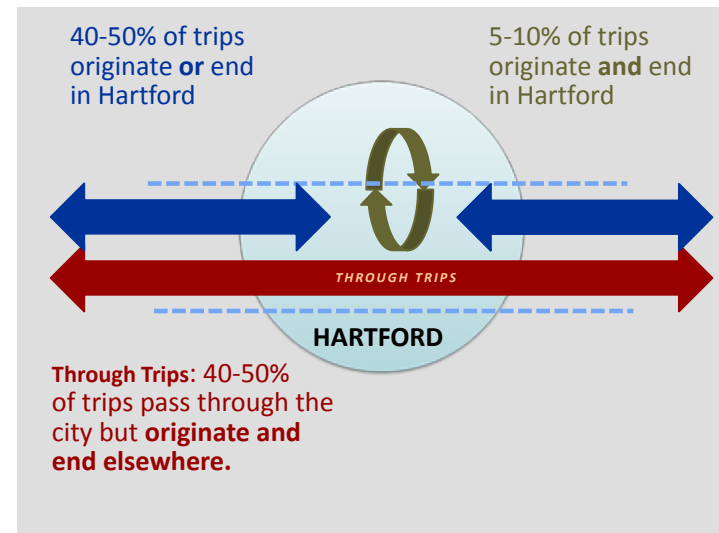 40-50% of trips
originate or end
in Hartford
5-10% of trips
originate and end
in Hartford
THROUGH TRIPS
HARTFORD
Through Trips: 40-50%
of trips pass through the
city but originate and
end elsewhere.